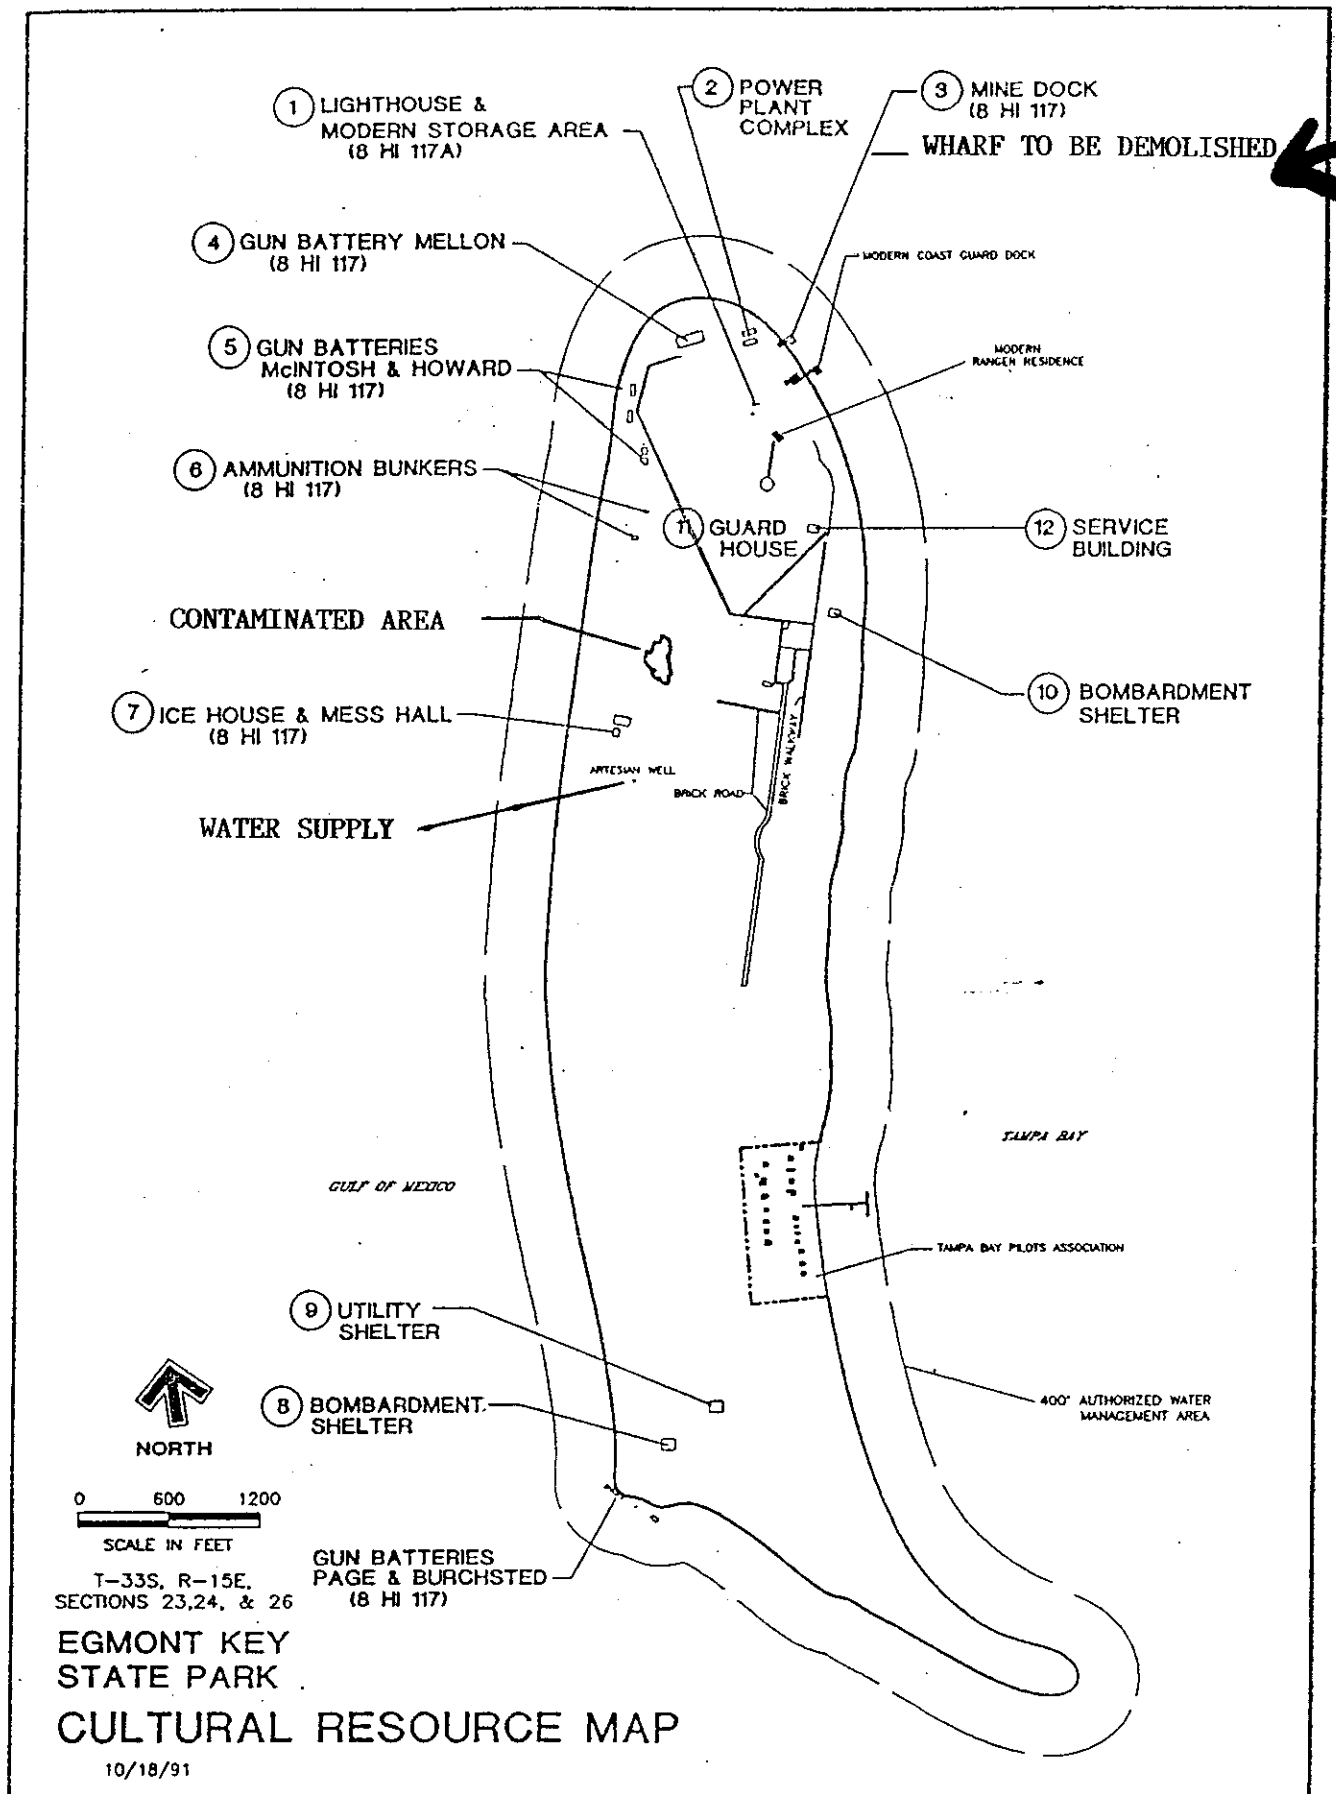 1 LIGHTHOUSE &
MODERN STORAGE AREA
(8 HI 117A)
2 POWER
PLANT
COMPLEX
3 MINE DOCK
(8 HI 117)
WHARF TO BE DEMOLISHED
4 GUN BATTERY MELLON
(8 HI 117)
MODERN COAST GUARD DOCK
5 GUN BATTERIES
McINTOSH & HOWARD
(8 HI 117)
MODERN
RANGER RESIDENCE
6 AMMUNITION BUNKERS
(8 HI 117)
11 GUARD
HOUSE
12 SERVICE
BUILDING
CONTAMINATED AREA
10 BOMBARDMENT
SHELTER
7 ICE HOUSE & MESS HALL
(8 HI 117)
ARTESIAN WELL
BRICK ROAD
BRICK WALKWAY
WATER SUPPLY
TAMPA BAY
GULF OF MEXICO
TAMPA BAY PILOTS ASSOCIATION
9 UTILITY
SHELTER
8 BOMBARDMENT
SHELTER
400' AUTHORIZED WATER
MANAGEMENT AREA
NORTH
0 600 1200
SCALE IN FEET
GUN BATTERIES
PAGE & BURCHSTED
(8 HI 117)
T-33S, R-15E,
SECTIONS 23,24, & 26
EGMONT KEY
STATE PARK
CULTURAL RESOURCE MAP
10/18/91